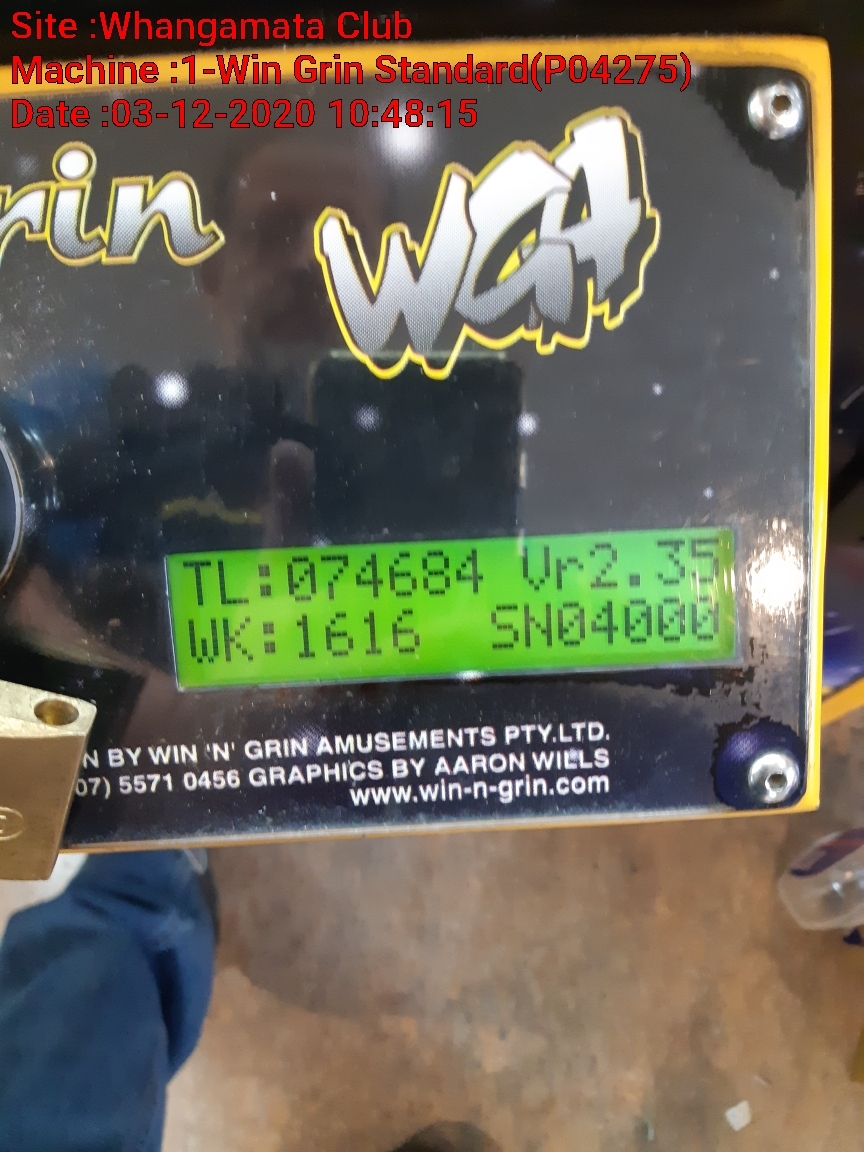 Site :Whangamata Club
Machine :1-Win Grin Standard(P04275)
Date :03-12-2020 10:48:15
rin
WGA
TL:074684 Vr2.35
WK:1616 SN04000
N BY WIN 'N' GRIN AMUSEMENTS PTY.LTD.
07) 5571 0456 GRAPHICS BY AARON WILLS
www.win-n-grin.com